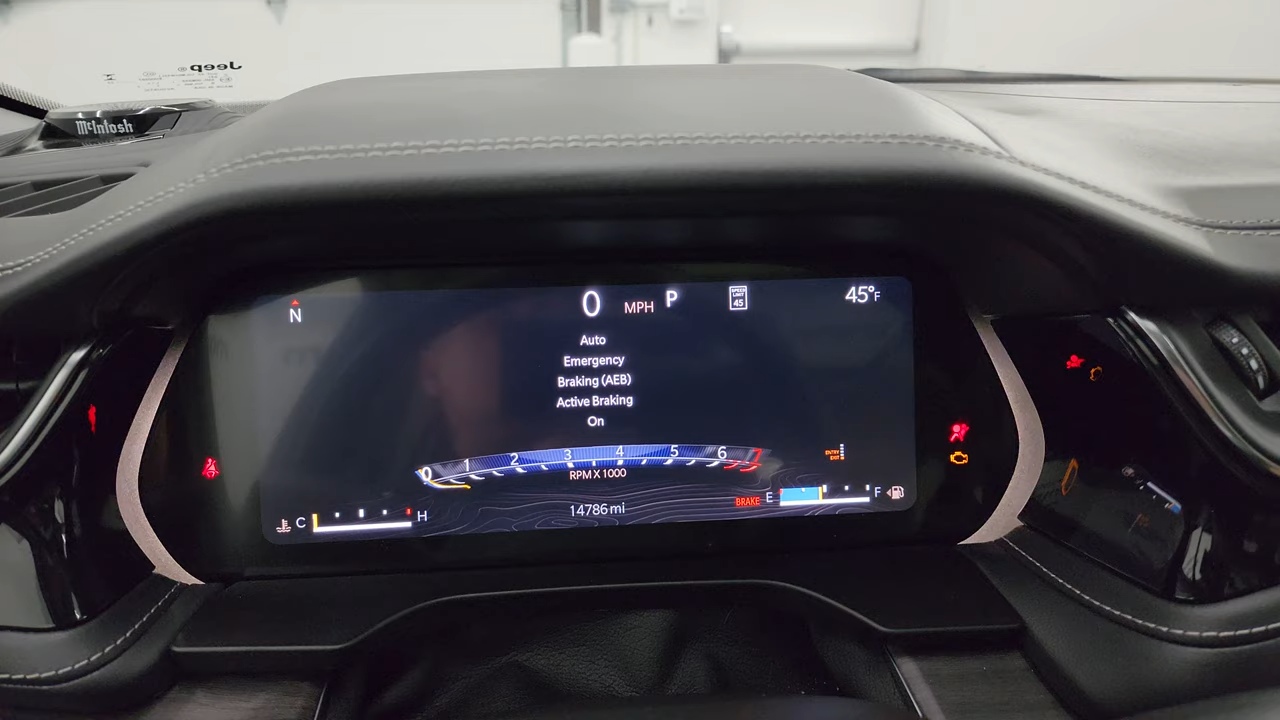 Jeep
McIntosh
N
0 MPH P
SPEED
LIMIT
45
45°F
Auto
Emergency
Braking (AEB)
Active Braking
On
0 1 2 3 4 5 6 7
RPM X 1000
ENTRY
EXIT
14786 mi
BRAKE
C H
E F